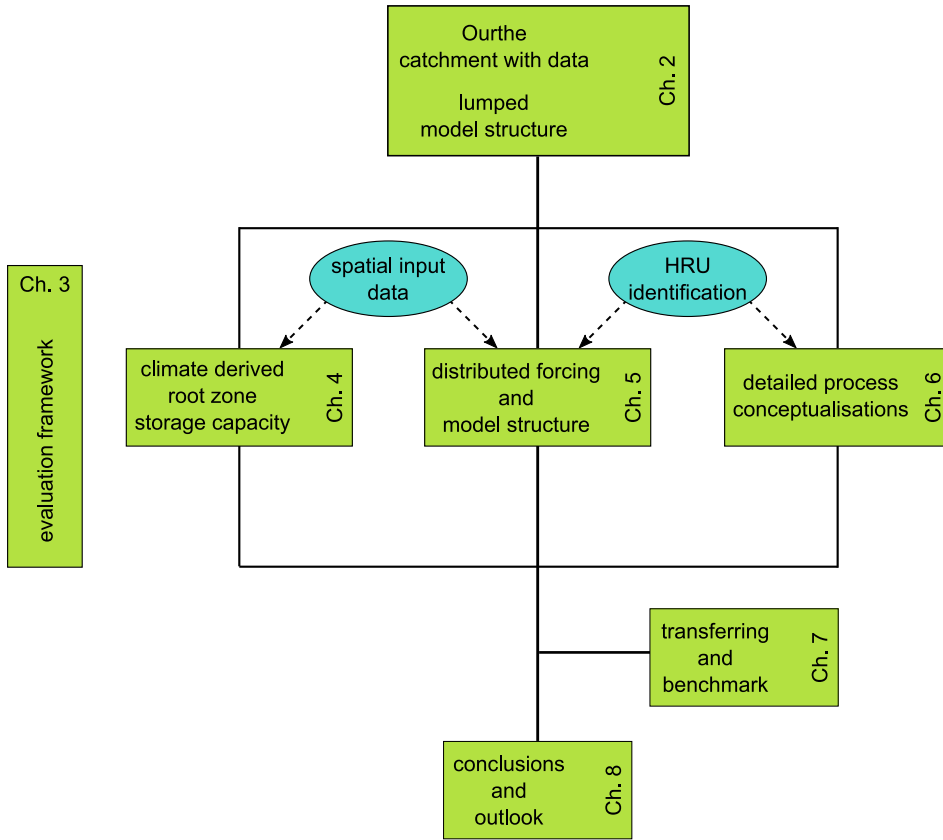 Ourthe
catchment with data
lumped
model structure
Ch. 2
spatial input
data
HRU
identification
Ch. 3
evaluation framework
climate derived
root zone
storage capacity
Ch. 4
distributed forcing
and
model structure
Ch. 5
detailed process
conceptualisations
Ch. 6
transferring
and
benchmark
Ch. 7
conclusions
and
outlook
Ch. 8